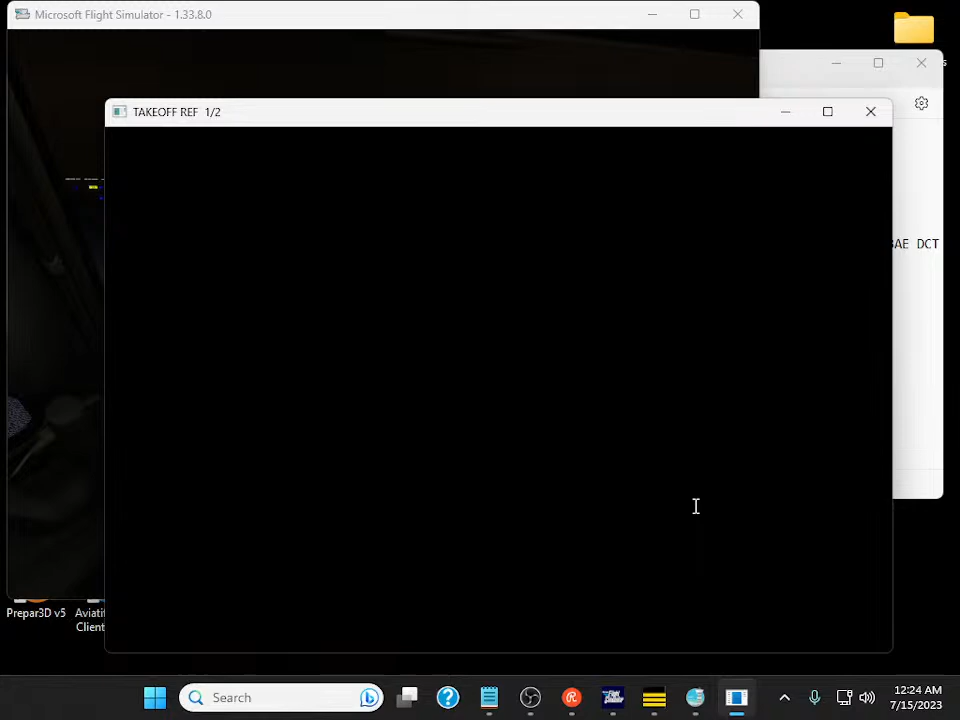 Microsoft Flight Simulator - 1.33.8.0
TAKEOFF REF 1/2
AE DCT
Prepar3D v5
Client
Search
12:24 AM
7/15/2023